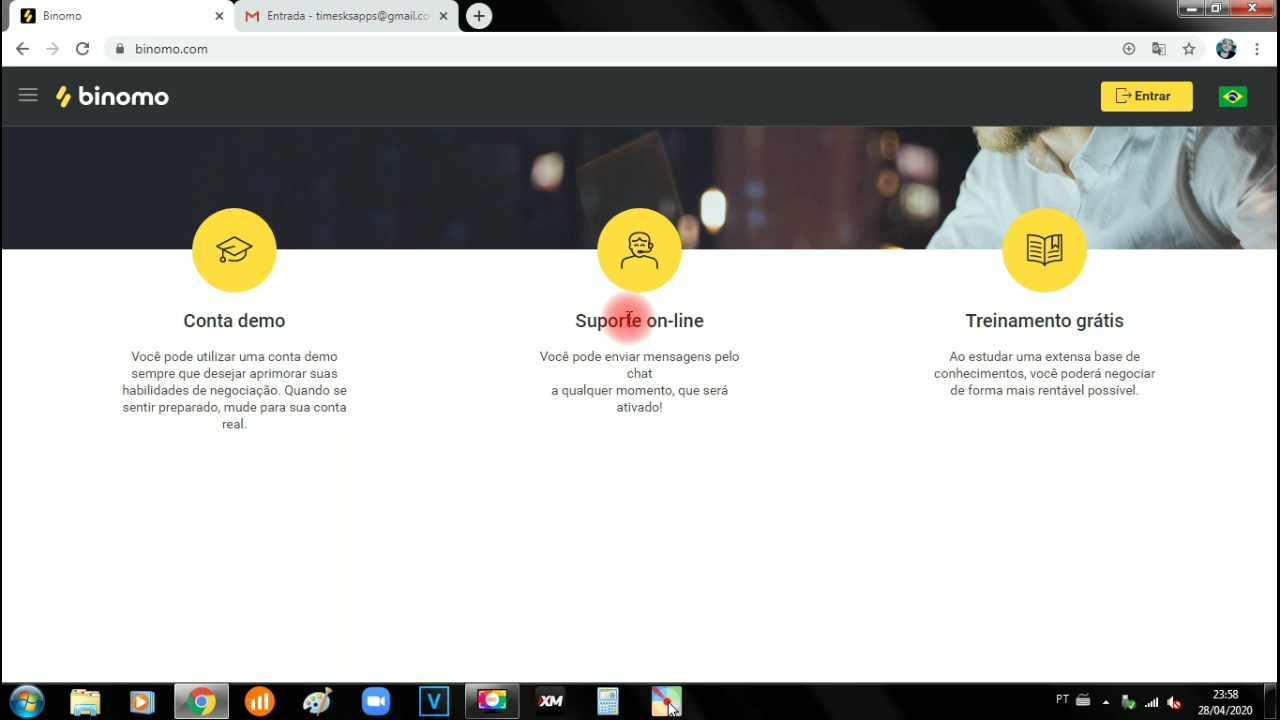 Binomo
Entrada - timesksapps@gmail.co
binomo.com
binomo
Entrar
Conta demo
Você pode utilizar uma conta demo
sempre que desejar aprimorar suas
habilidades de negociação. Quando se
sentir preparado, mude para sua conta
real.
Suporte on-line
Você pode enviar mensagens pelo
chat
a qualquer momento, que será
ativado!
Treinamento grátis
Ao estudar uma extensa base de
conhecimentos, você poderá negociar
de forma mais rentável possível.
V
XM
PT
23:58
28/04/2020